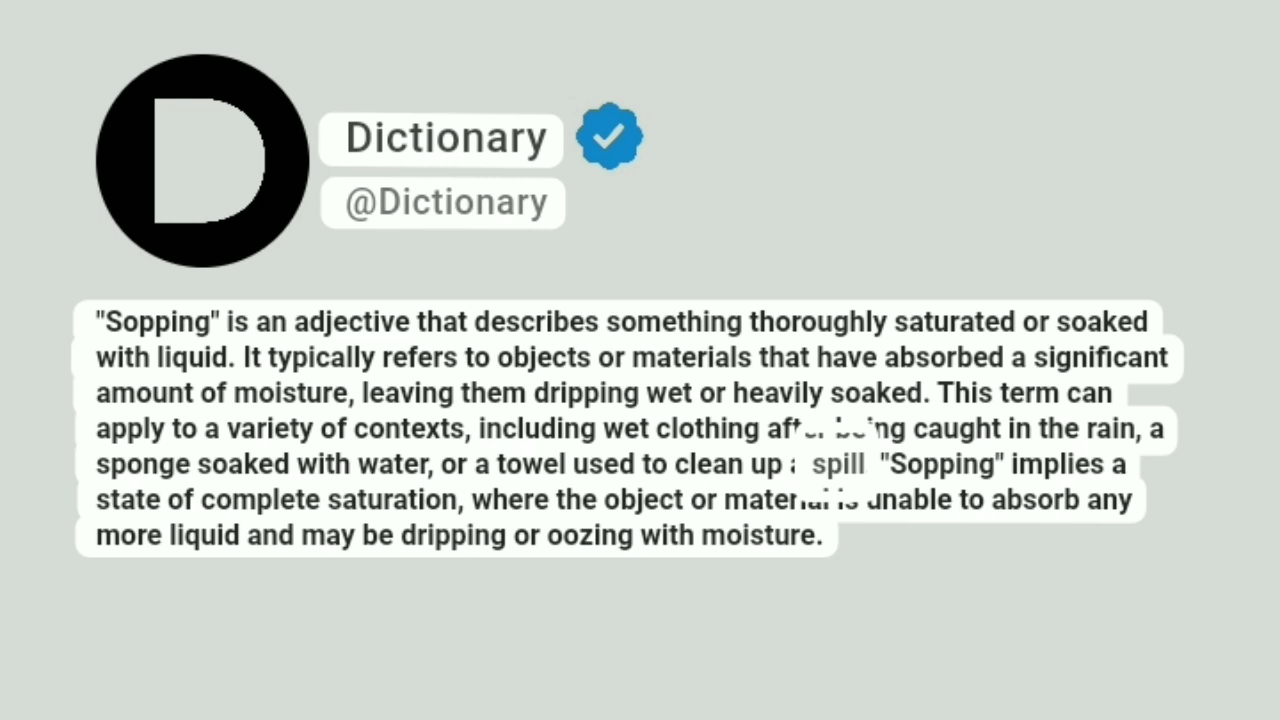 Dictionary
@Dictionary
"Sopping" is an adjective that describes something thoroughly saturated or soaked
with liquid. It typically refers to objects or materials that have absorbed a significant
amount of moisture, leaving them dripping wet or heavily soaked. This term can
apply to a variety of contexts, including wet clothing after being caught in the rain, a
sponge soaked with water, or a towel used to clean up a spill "Sopping" implies a
state of complete saturation, where the object or material is unable to absorb any
more liquid and may be dripping or oozing with moisture.